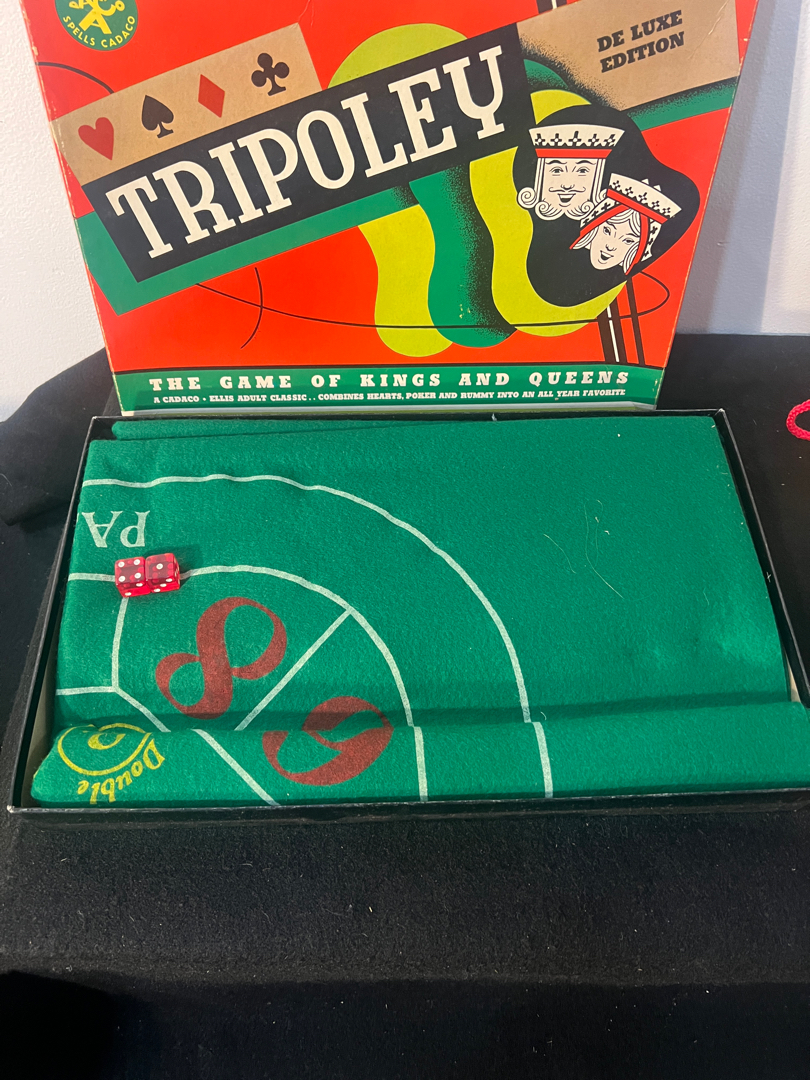 SPELLS CADACO
DE LUXE
EDITION
TRIPOLEY
THE GAME OF KINGS AND QUEENS
A CADACO - ELLIS ADULT CLASSIC . . COMBINES HEARTS, POKER AND RUMMY INTO AN ALL YEAR FAVORITE
PA
8
9
Double